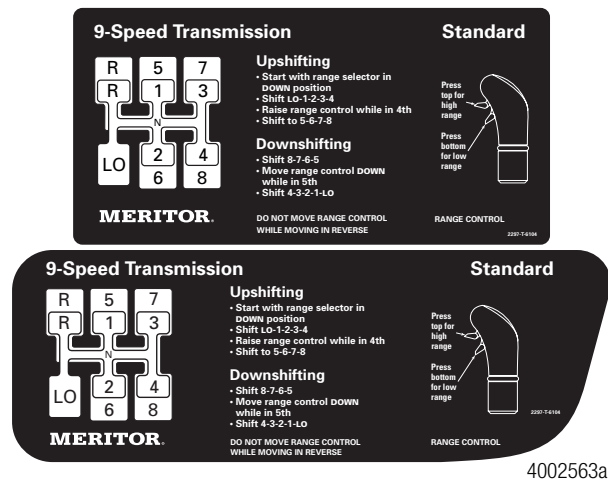 9-Speed Transmission Standard
R 5 7
R 1 3
N
LO 2 4
6 8
MERITOR.
Upshifting
• Start with range selector in
DOWN position
• Shift LO-1-2-3-4
• Raise range control while in 4th
• Shift to 5-6-7-8
Downshifting
• Shift 8-7-6-5
• Move range control DOWN
while in 5th
• Shift 4-3-2-1-LO
DO NOT MOVE RANGE CONTROL
WHILE MOVING IN REVERSE
Press
top for
high
range
Press
bottom
for low
range
RANGE CONTROL
2297-T-6104
9-Speed Transmission Standard
R 5 7
R 1 3
N
LO 2 4
6 8
MERITOR.
Upshifting
• Start with range selector in
DOWN position
• Shift LO-1-2-3-4
• Raise range control while in 4th
• Shift to 5-6-7-8
Downshifting
• Shift 8-7-6-5
• Move range control DOWN
while in 5th
• Shift 4-3-2-1-LO
DO NOT MOVE RANGE CONTROL
WHILE MOVING IN REVERSE
Press
top for
high
range
Press
bottom
for low
range
2297-T-6104
RANGE CONTROL
4002563a